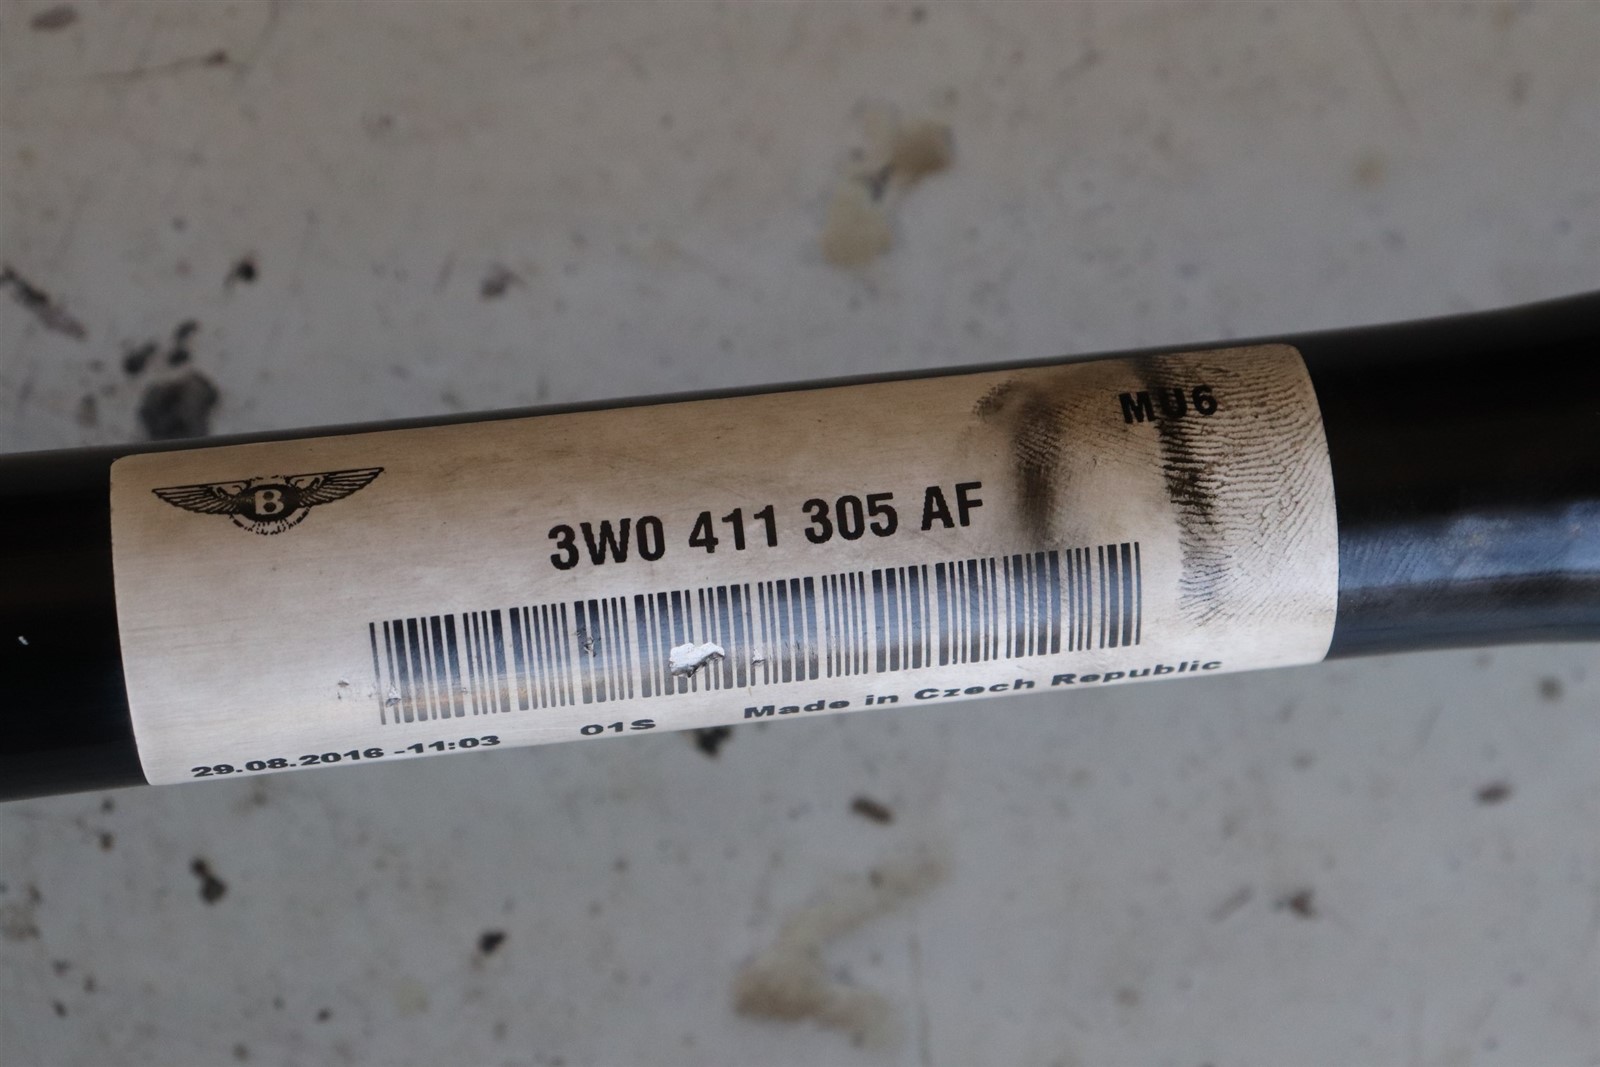 MU6
B
3W0 411 305 AF
29.08.2016 -11:03 01S Made in Czech Republic